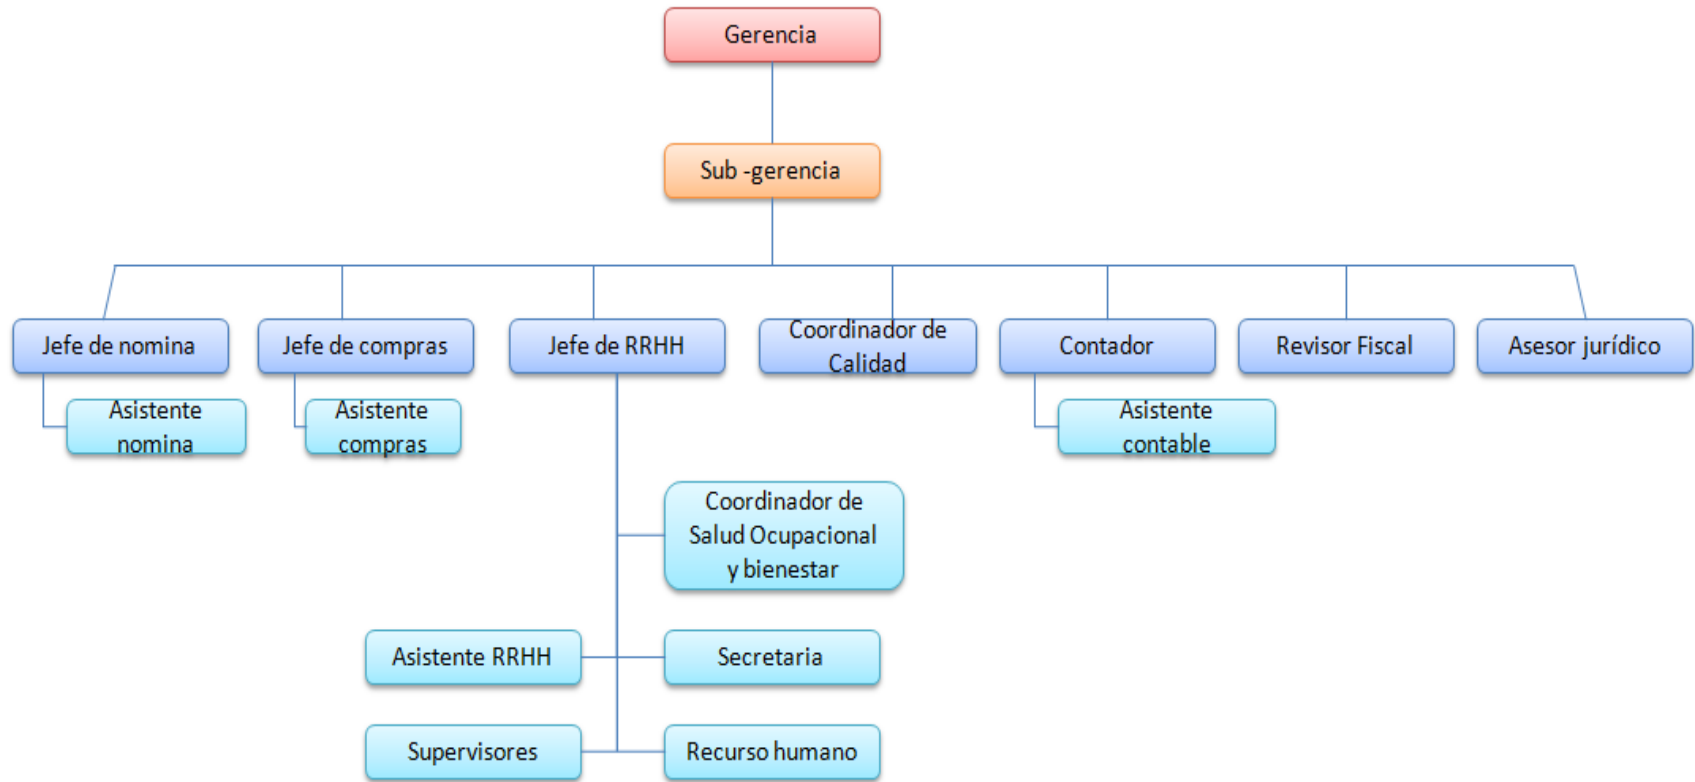 Gerencia
Sub -gerencia
Jefe de nomina
Jefe de compras
Jefe de RRHH
Coordinador de
Calidad
Contador
Revisor Fiscal
Asesor jurídico
Asistente
nomina
Asistente
compras
Asistente
contable
Coordinador de
Salud Ocupacional
y bienestar
Asistente RRHH
Secretaria
Supervisores
Recurso humano